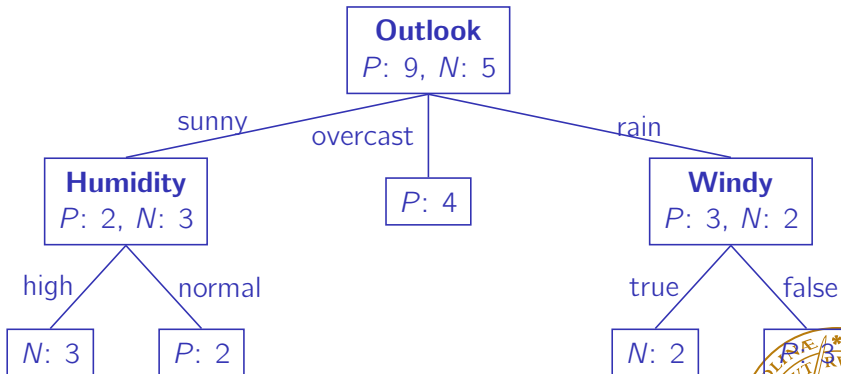 Outlook
P: 9, N: 5
sunny
overcast
rain
Humidity
P: 2, N: 3
P: 4
Windy
P: 3, N: 2
high
normal
true
false
N: 3
P: 2
N: 2
P: 3